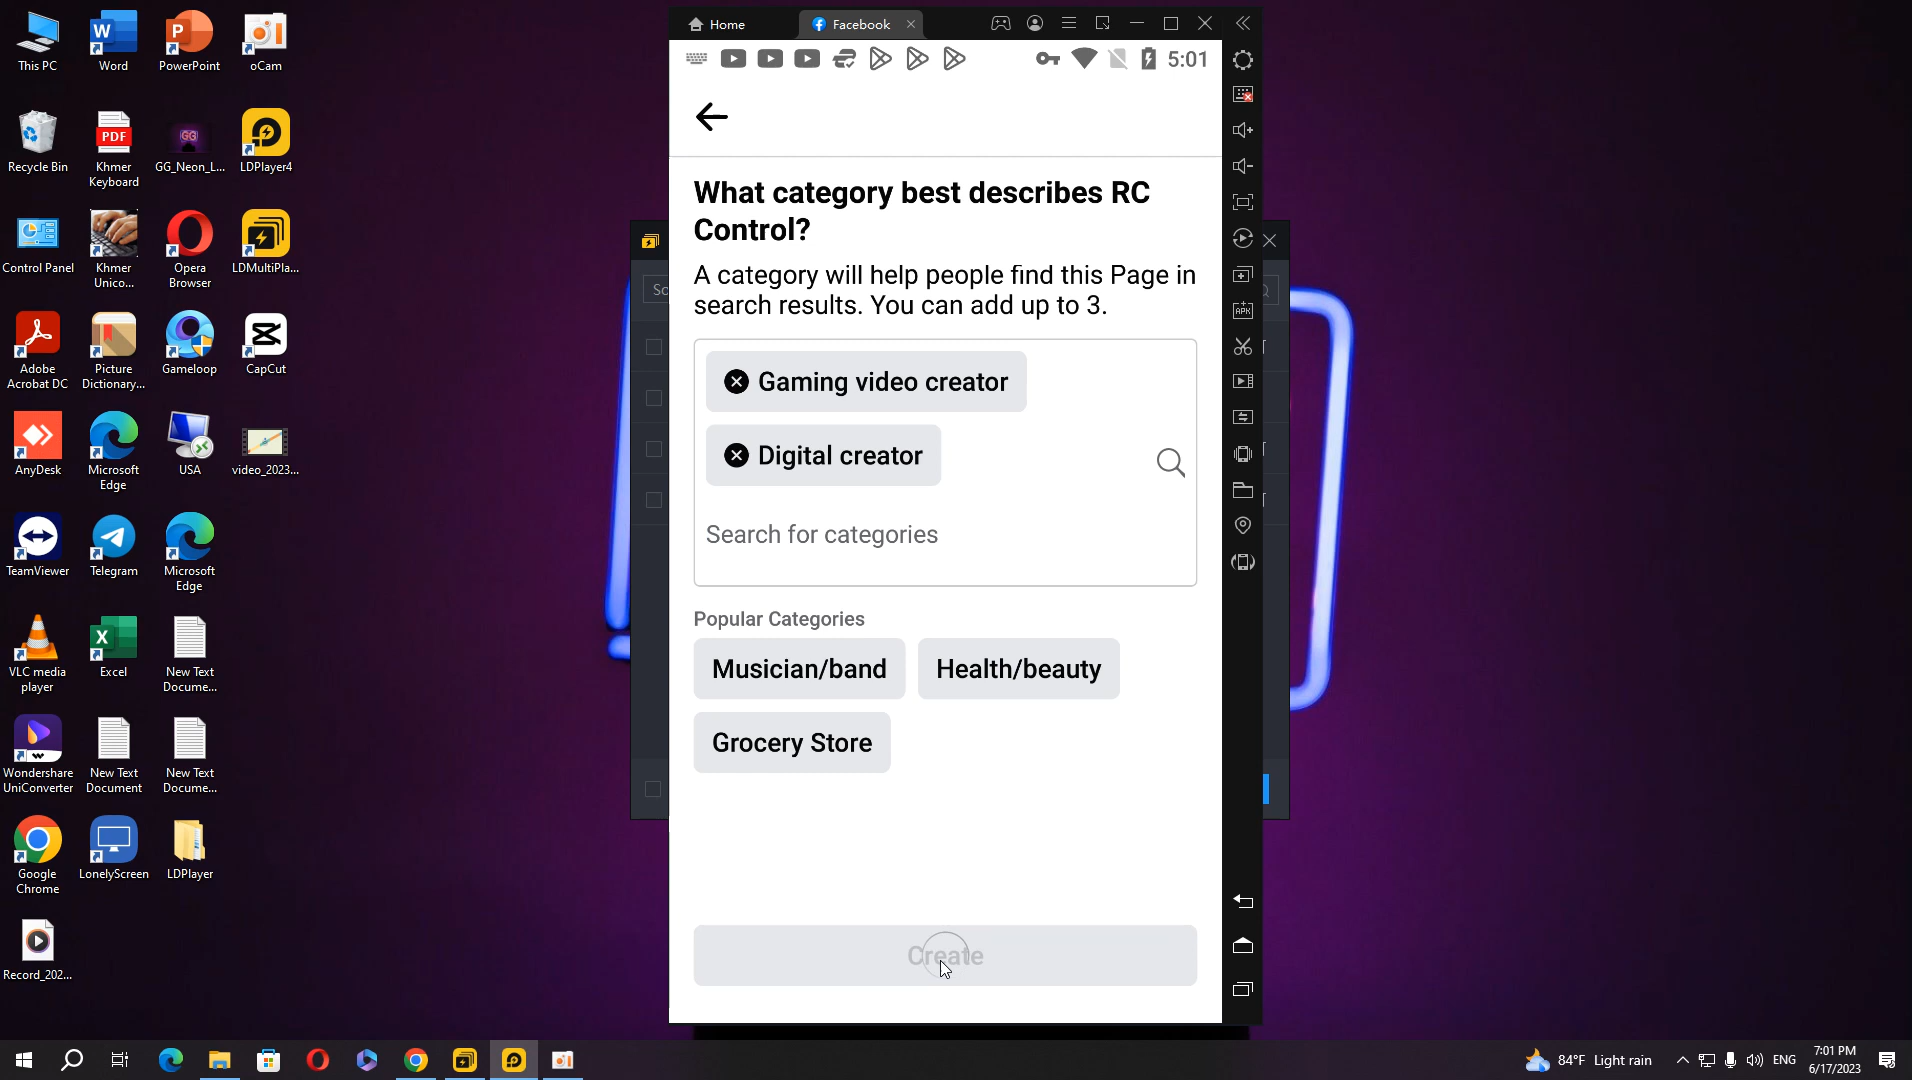 This PC
Word
PowerPoint
oCam
Recycle Bin
PDF
Khmer
Keyboard
GG
GG_Neon_L...
LDPlayer4
Control Panel
Khmer
Unico...
Opera
Browser
LDMultiPla...
Adobe
Acrobat DC
Picture
Dictionary...
Gameloop
CapCut
AnyDesk
Microsoft
Edge
USA
video_2023...
TeamViewer
Telegram
Microsoft
Edge
VLC media
player
Excel
New Text
Docume...
Wondershare
UniConverter
New Text
Document
New Text
Docume...
Google
Chrome
LonelyScreen
LDPlayer
Record_202...
Home
Facebook
5:01
What category best describes RC
Control?
A category will help people find this Page in
search results. You can add up to 3.
Gaming video creator
Digital creator
Search for categories
Popular Categories
Musician/band
Health/beauty
Grocery Store
Create
APK
84°F Light rain
ENG
7:01 PM
6/17/2023